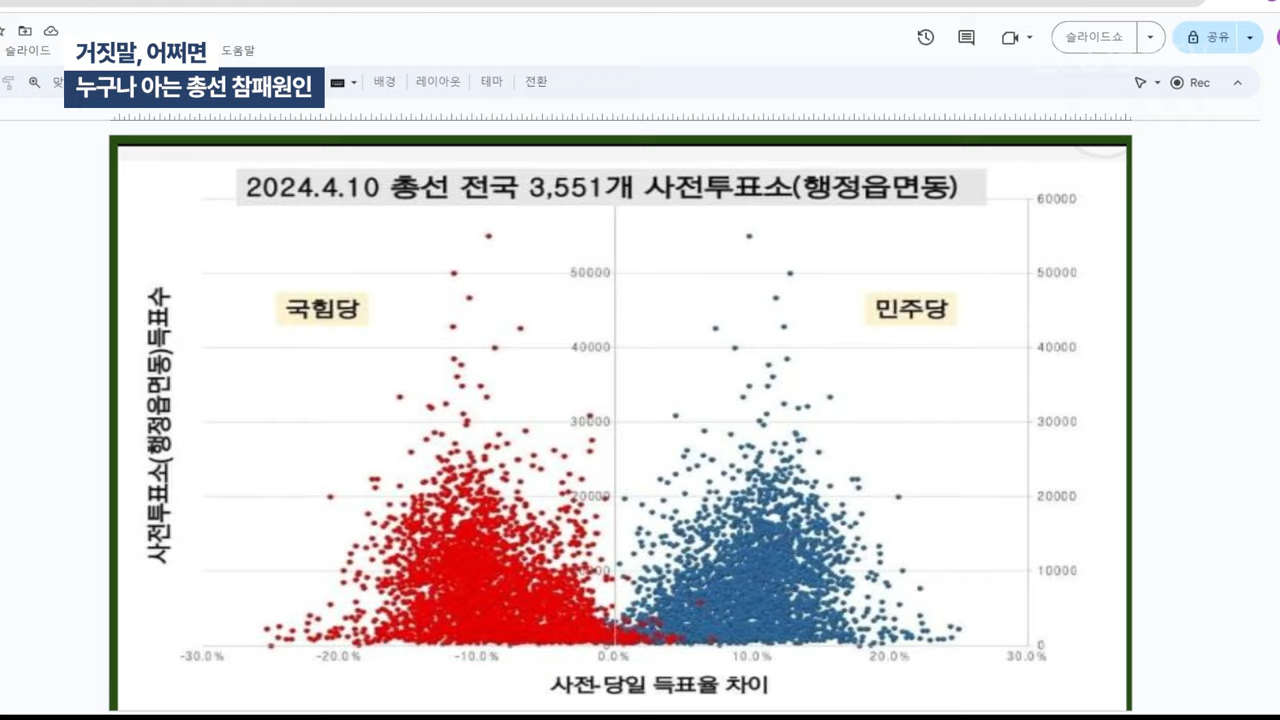 슬라이드
도움말
슬라이드쇼
공유
거짓말, 어쩌면
누구나 아는 총선 참패원인
맞
배경
레이아웃
테마
전환
Rec
2024.4.10 총선 전국 3,551개 사전투표소(행정읍면동)
국힘당
민주당
사전투표소(행정읍면동)득표수
60000
50000
50000
40000
40000
30000
30000
20000
20000
10000
10000
0
-30.0%
-20.0%
-10.0%
0.0%
10.0%
20.0%
30.0%
사전-당일 득표율 차이